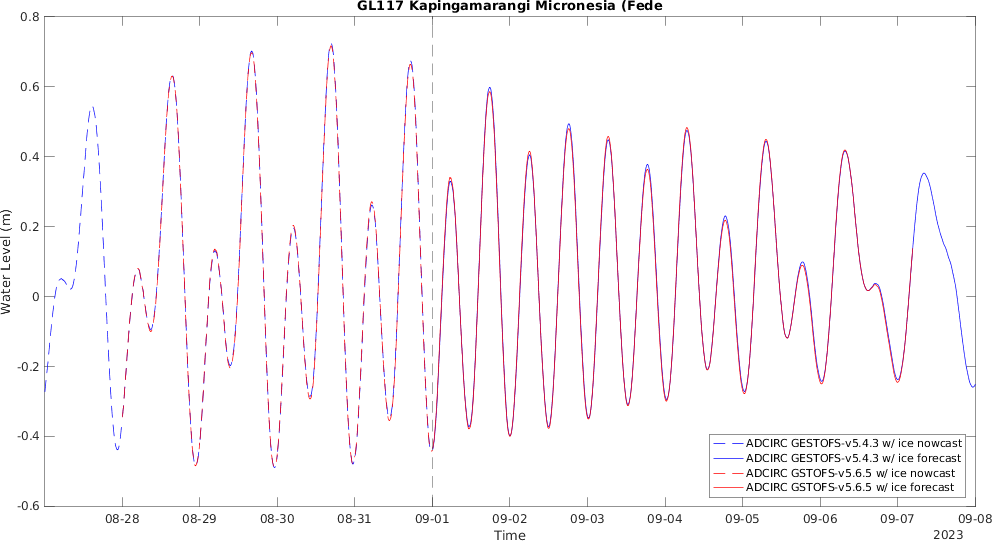 GL117 Kapingamarangi Micronesia (Fede
0.8
0.6
0.4
0.2
0
-0.2
-0.4
-0.6
Water Level (m)
ADCIRC GESTOFS-v5.4.3 w/ ice nowcast
ADCIRC GESTOFS-v5.4.3 w/ ice forecast
ADCIRC GSTOFS-v5.6.5 w/ ice nowcast
ADCIRC GSTOFS-v5.6.5 w/ ice forecast
08-28 08-29 08-30 08-31 09-01 09-02 09-03 09-04 09-05 09-06 09-07 09-08
Time
2023